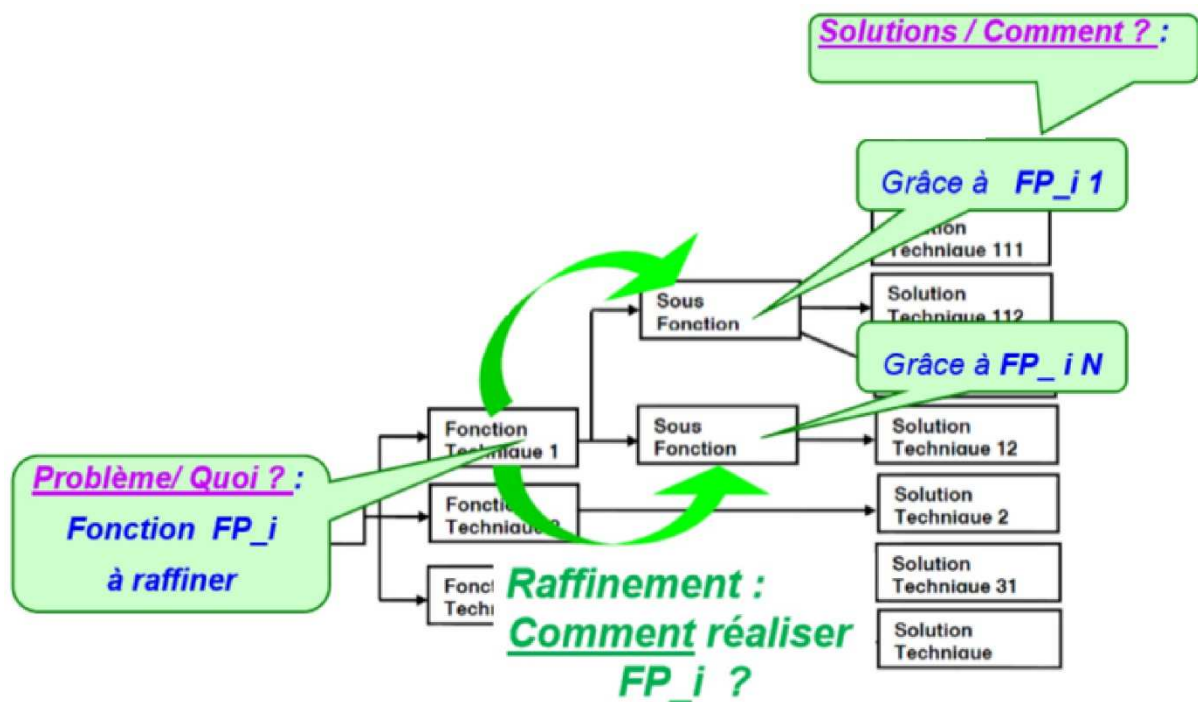 Solutions / Comment ? :
Grâce à FP_i 1
Technique 111
Sous
Fonction
Solution
Technique 112
Grâce à FP_ i N
Fonction
Technique 1
Sous
Fonction
Solution
Technique 12
Problème/ Quoi ? :
Fonction FP_i
à raffiner
Solution
Technique 2
Raffinement :
Comment réaliser
FP_i ?
Solution
Technique 31
Solution
Technique